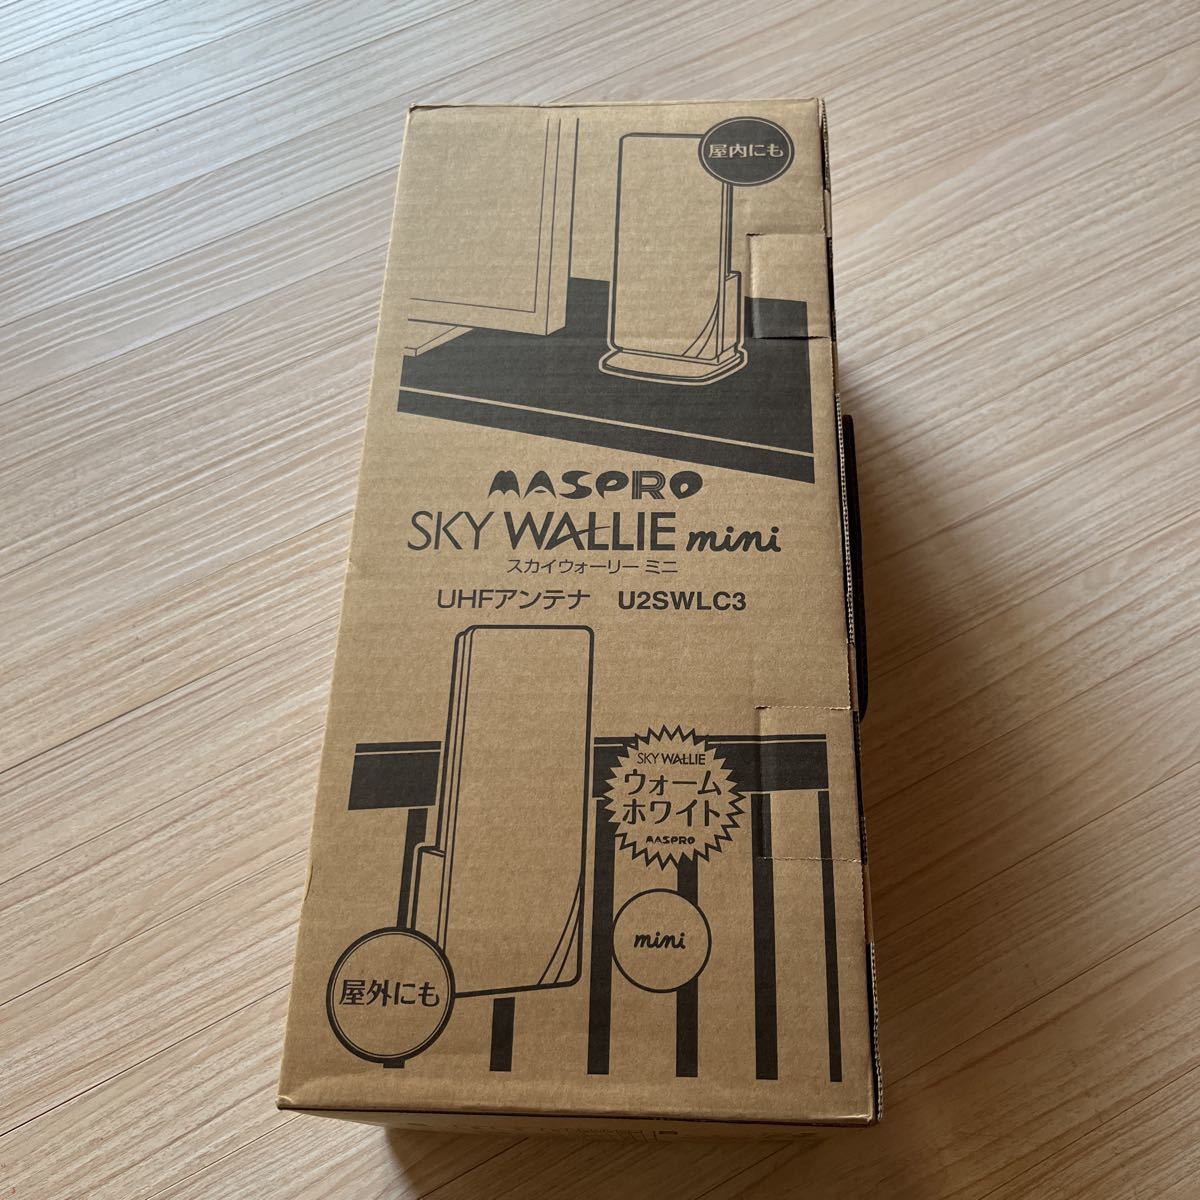 屋内にも
MASPRO
SKY WALLIE mini
スカイウォーリー ミニ
UHFアンテナ U2SWLC3
SKY WALLIE
ウォーム
ホワイト
MASPRO
mini
屋外にも